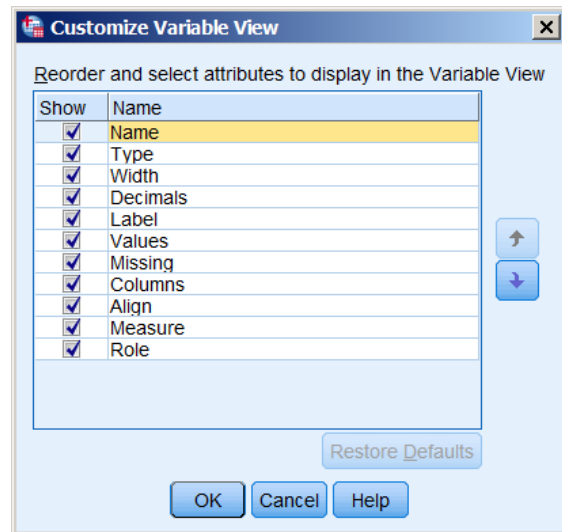 Customize Variable View
Reorder and select attributes to display in the Variable View
Show Name
Name
Type
Width
Decimals
Label
Values
Missing
Columns
Align
Measure
Role
Restore Defaults
OK Cancel Help